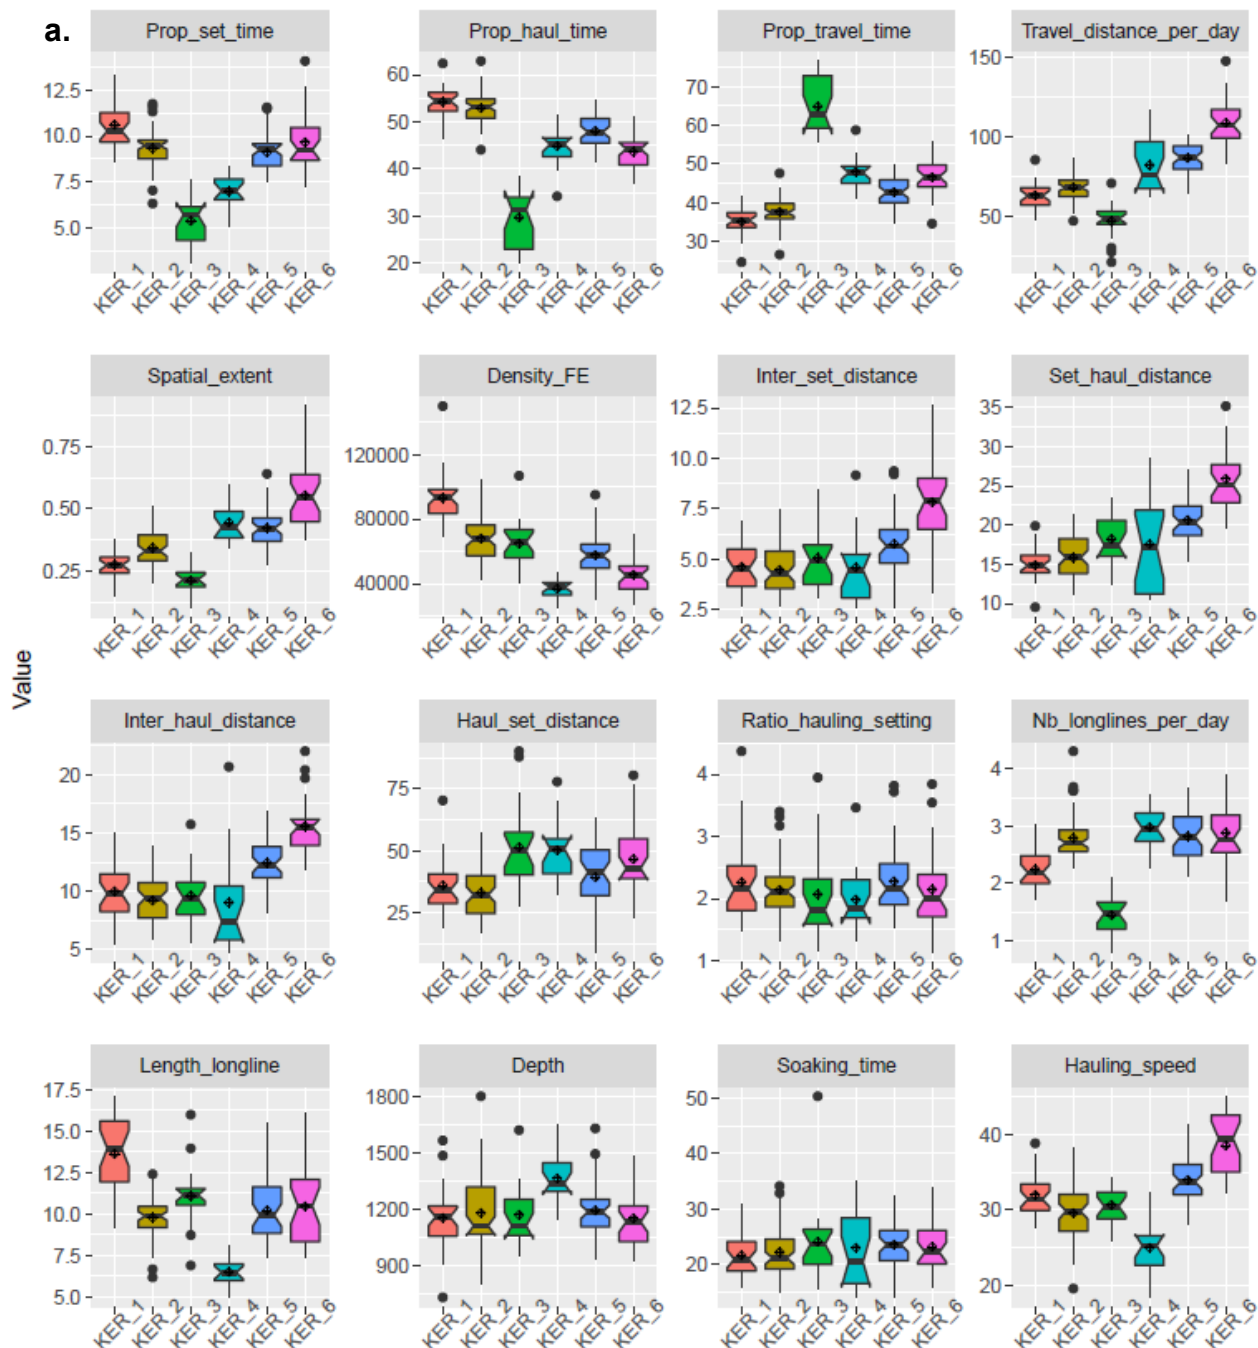 a.
Prop_set_time Prop_haul_time Prop_travel_time Travel_distance_per_day
12.5 60 70 150
10.0 50 60 100
7.5 40 50 50
5.0 30 40
20 30
KER_1 KER_2 KER_3 KER_4 KER_5 KER_6 KER_1 KER_2 KER_3 KER_4 KER_5 KER_6 KER_1 KER_2 KER_3 KER_4 KER_5 KER_6 KER_1 KER_2 KER_3 KER_4 KER_5 KER_6
Spatial_extent Density_FE Inter_set_distance Set_haul_distance
0.75 120000 12.5 35
0.50 80000 10.0 30
0.25 40000 7.5 25
5.0 20
2.5 15
10
KER_1 KER_2 KER_3 KER_4 KER_5 KER_6 KER_1 KER_2 KER_3 KER_4 KER_5 KER_6 KER_1 KER_2 KER_3 KER_4 KER_5 KER_6 KER_1 KER_2 KER_3 KER_4 KER_5 KER_6
Value
Inter_haul_distance Haul_set_distance Ratio_hauling_setting Nb_longlines_per_day
20 75 4 4
15 50 3 3
10 25 2 2
5 1 1
KER_1 KER_2 KER_3 KER_4 KER_5 KER_6 KER_1 KER_2 KER_3 KER_4 KER_5 KER_6 KER_1 KER_2 KER_3 KER_4 KER_5 KER_6 KER_1 KER_2 KER_3 KER_4 KER_5 KER_6
Length_longline Depth Soaking_time Hauling_speed
17.5 1800 50 40
15.0 1500 40 30
12.5 1200 30 20
10.0 900 20
7.5
5.0
KER_1 KER_2 KER_3 KER_4 KER_5 KER_6 KER_1 KER_2 KER_3 KER_4 KER_5 KER_6 KER_1 KER_2 KER_3 KER_4 KER_5 KER_6 KER_1 KER_2 KER_3 KER_4 KER_5 KER_6